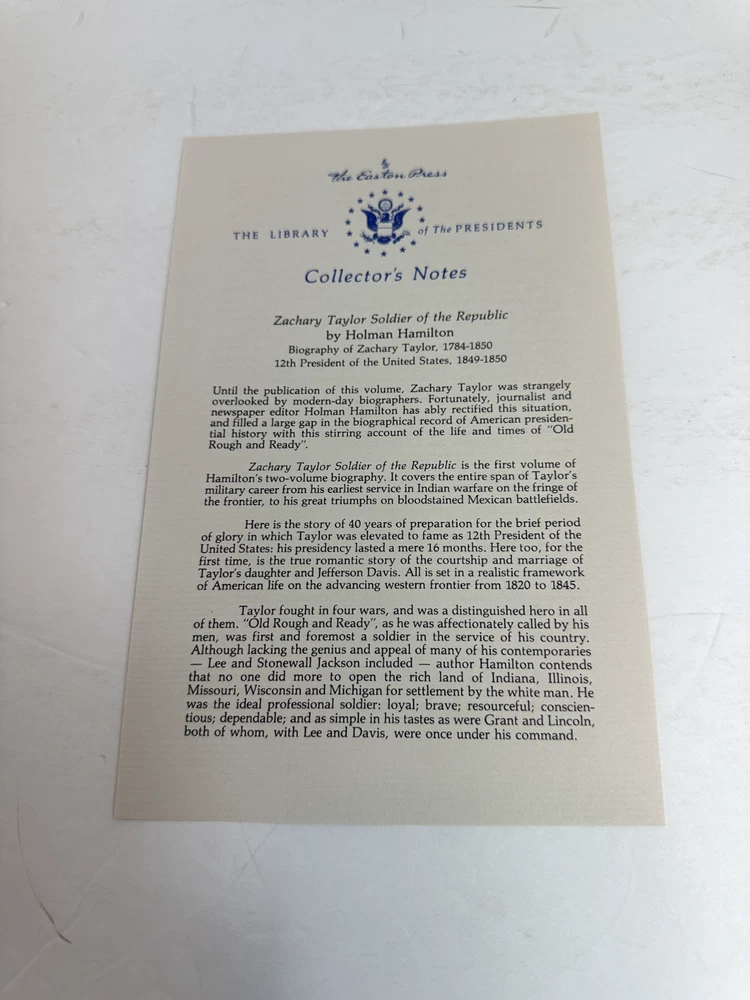 The Easton Press
THE LIBRARY of The PRESIDENTS
Collector's Notes
Zachary Taylor Soldier of the Republic
by Holman Hamilton
Biography of Zachary Taylor, 1784-1850
12th President of the United States, 1849-1850
Until the publication of this volume, Zachary Taylor was strangely
overlooked by modern-day biographers. Fortunately, journalist and
newspaper editor Holman Hamilton has ably rectified this situation,
and filled a large gap in the biographical record of American presiden-
tial history with this stirring account of the life and times of "Old
Rough and Ready".
Zachary Taylor Soldier of the Republic is the first volume of
Hamilton's two-volume biography. It covers the entire span of Taylor's
military career from his earliest service in Indian warfare on the fringe of
the frontier, to his great triumphs on bloodstained Mexican battlefields.
Here is the story of 40 years of preparation for the brief period
of glory in which Taylor was elevated to fame as 12th President of the
United States: his presidency lasted a mere 16 months. Here too, for the
first time, is the true romantic story of the courtship and marriage of
Taylor's daughter and Jefferson Davis. All is set in a realistic framework
of American life on the advancing western frontier from 1820 to 1845.
Taylor fought in four wars, and was a distinguished hero in all
of them. "Old Rough and Ready", as he was affectionately called by his
men, was first and foremost a soldier in the service of his country.
Although lacking the genius and appeal of many of his contemporaries
— Lee and Stonewall Jackson included — author Hamilton contends
that no one did more to open the rich land of Indiana, Illinois,
Missouri, Wisconsin and Michigan for settlement by the white man. He
was the ideal professional soldier: loyal; brave; resourceful; conscien-
tious; dependable; and as simple in his tastes as were Grant and Lincoln,
both of whom, with Lee and Davis, were once under his command.